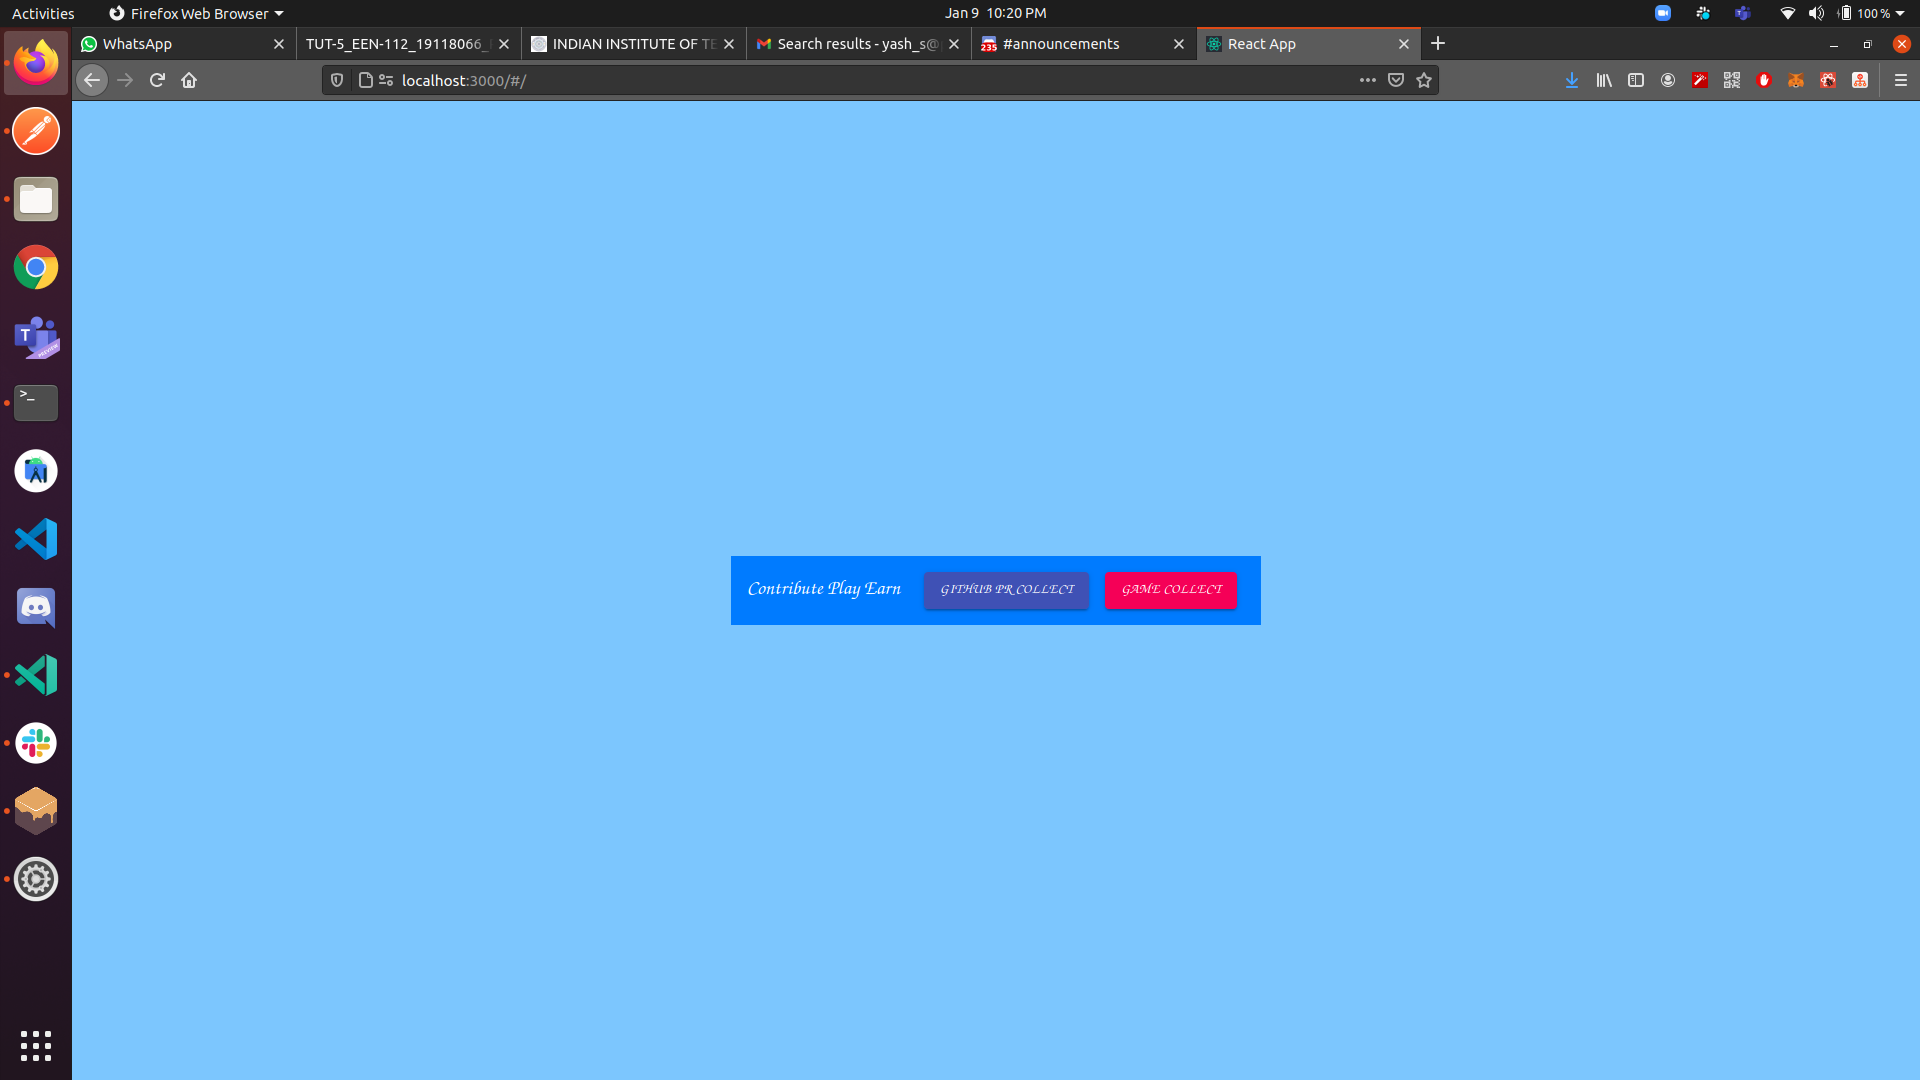 Activities
Firefox Web Browser
Jan 9 10:20 PM
100 %
WhatsApp
TUT-5_EEN-112_19118066_
INDIAN INSTITUTE OF TE
Search results - yash_s@
235
#announcements
React App
localhost:3000/#/
T
PREVIEW
>_
Contribute Play Earn
GITHUB PR COLLECT
GAME COLLECT